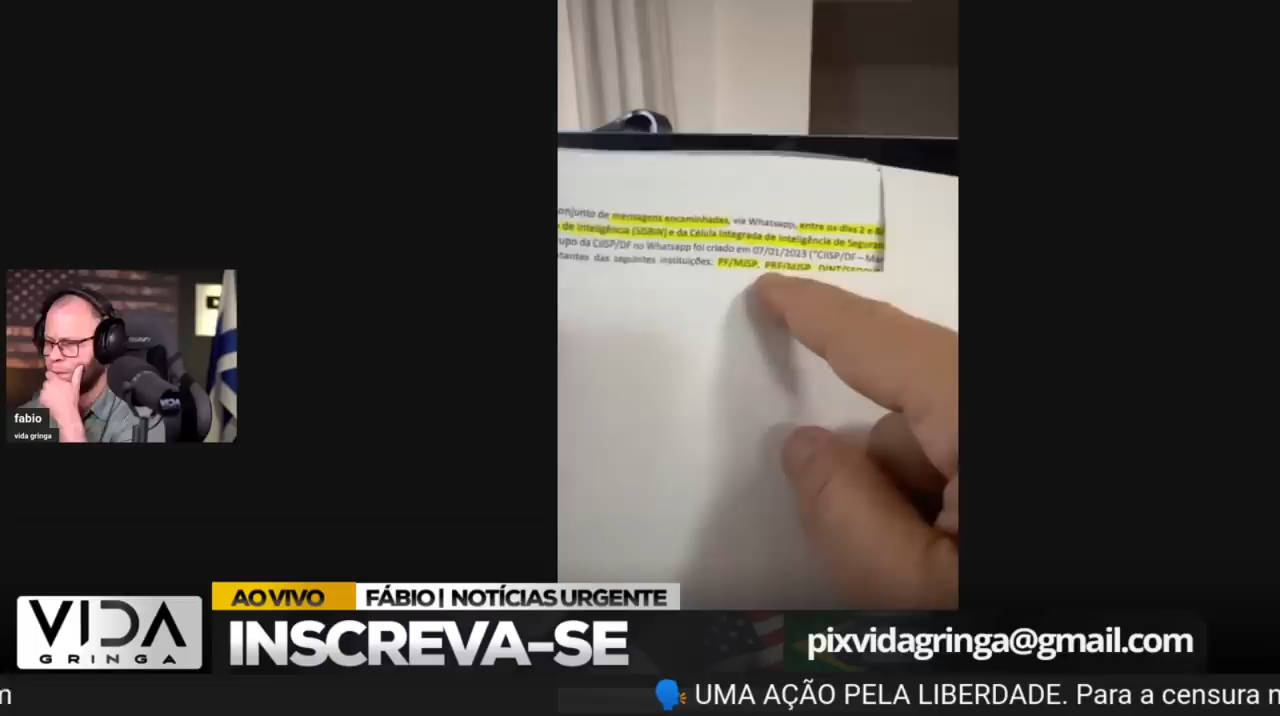 onjunto de mensagens encaminhadas, via Whatsapp, entre os dias 2 e
de Inteligência (SISBIN) e da Célula Integrada de Inteligência de Seguran
upo da CIISP/DF no Whatsapp foi criado em 07/01/2023 ("CIISP/DF – Mar
tantes das seguintes instituições: PF/MJSP, PRF/MJSP,
fabio
vida gringa
AO VIVO
FÁBIO | NOTÍCIAS URGENTE
VIDA
GRINGA
INSCREVA-SE
pixvidagringa@gmail.com
m
UMA AÇÃO PELA LIBERDADE. Para a censura